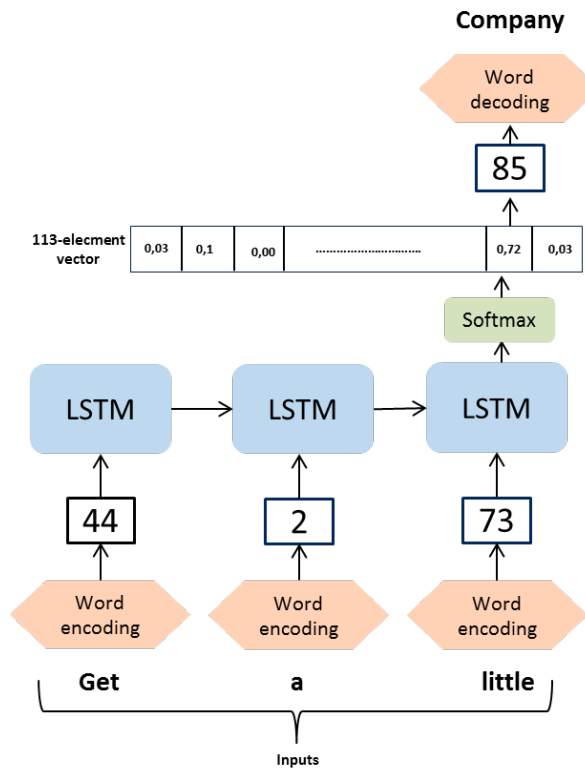 Company
Word
decoding
85
113-elecment
vector
0,03 0,1 0,00 ................................ 0,72 0,03
Softmax
LSTM LSTM LSTM
44 2 73
Word
encoding
Word
encoding
Word
encoding
Get a little
Inputs